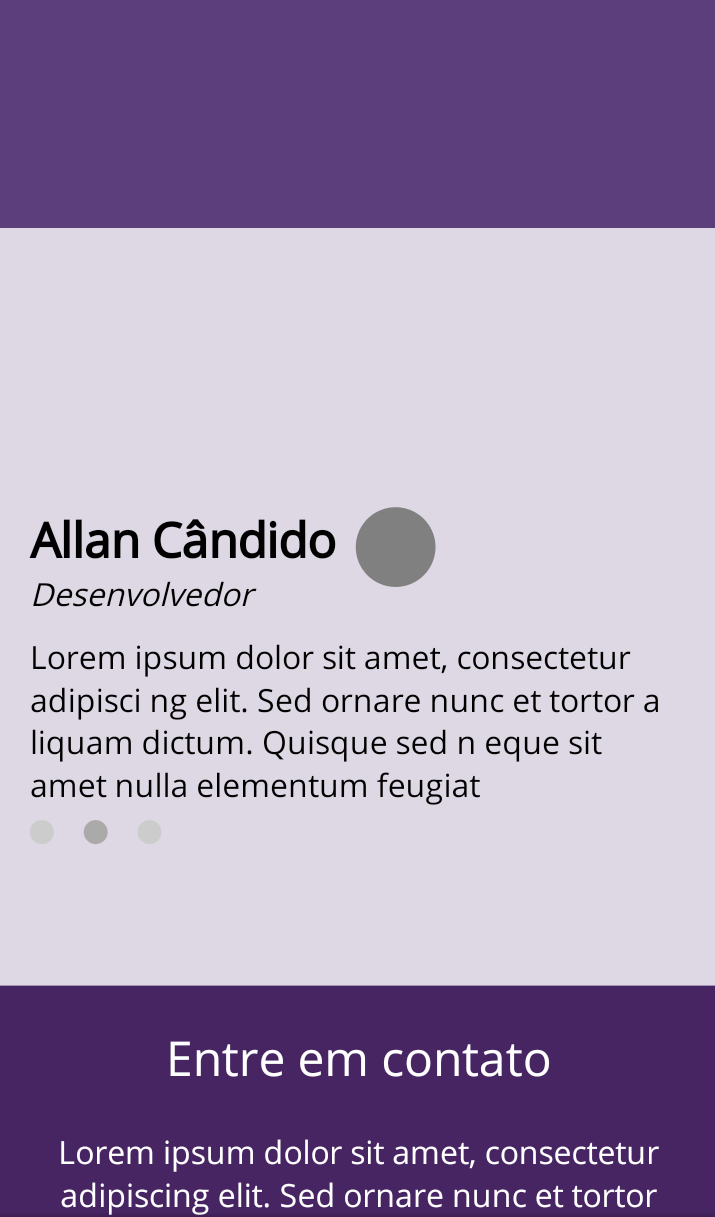 Allan Cândido
Desenvolvedor
Lorem ipsum dolor sit amet, consectetur
adipisci ng elit. Sed ornare nunc et tortor a
liquam dictum. Quisque sed n eque sit
amet nulla elementum feugiat
Entre em contato
Lorem ipsum dolor sit amet, consectetur
adipiscing elit. Sed ornare nunc et tortor